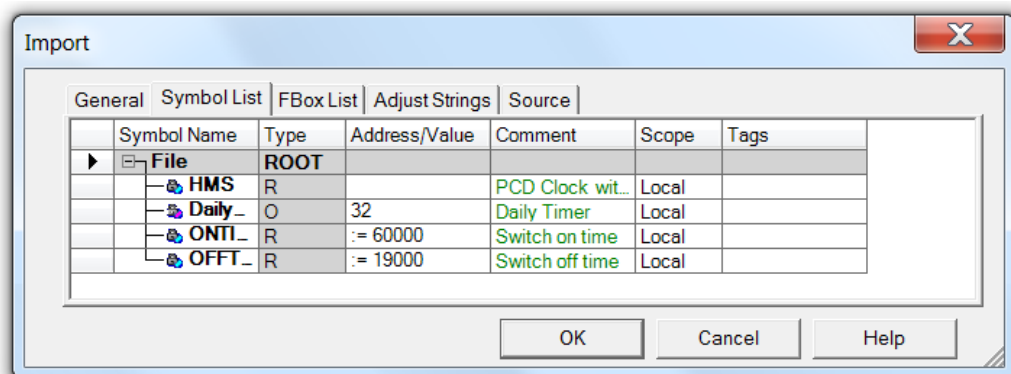 Import
General Symbol List FBox List Adjust Strings Source
Symbol Name Type Address/Value Comment Scope Tags
File ROOT
HMS R PCD Clock wit... Local
Daily_ O 32 Daily Timer Local
ONTI_ R := 60000 Switch on time Local
OFFT_ R := 19000 Switch off time Local
OK Cancel Help